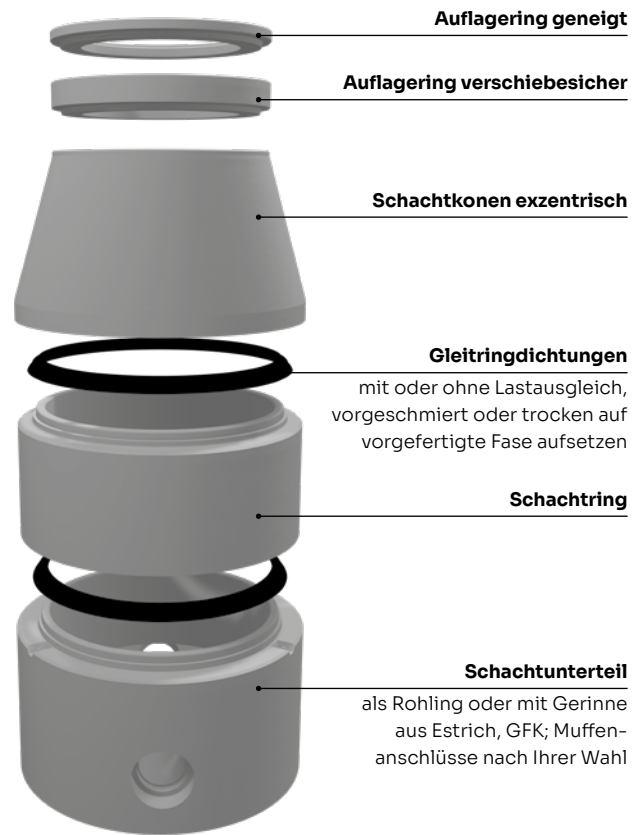 Auflagering geneigt
Auflagering verschiebesicher
Schachtkonen exzentrisch
Gleitringdichtungen
mit oder ohne Lastausgleich,
vorgeschmiert oder trocken auf
vorgefertigte Fase aufsetzen
Schachtring
Schachtunterteil
als Rohling oder mit Gerinne
aus Estrich, GFK; Muffen-
anschlüsse nach Ihrer Wahl